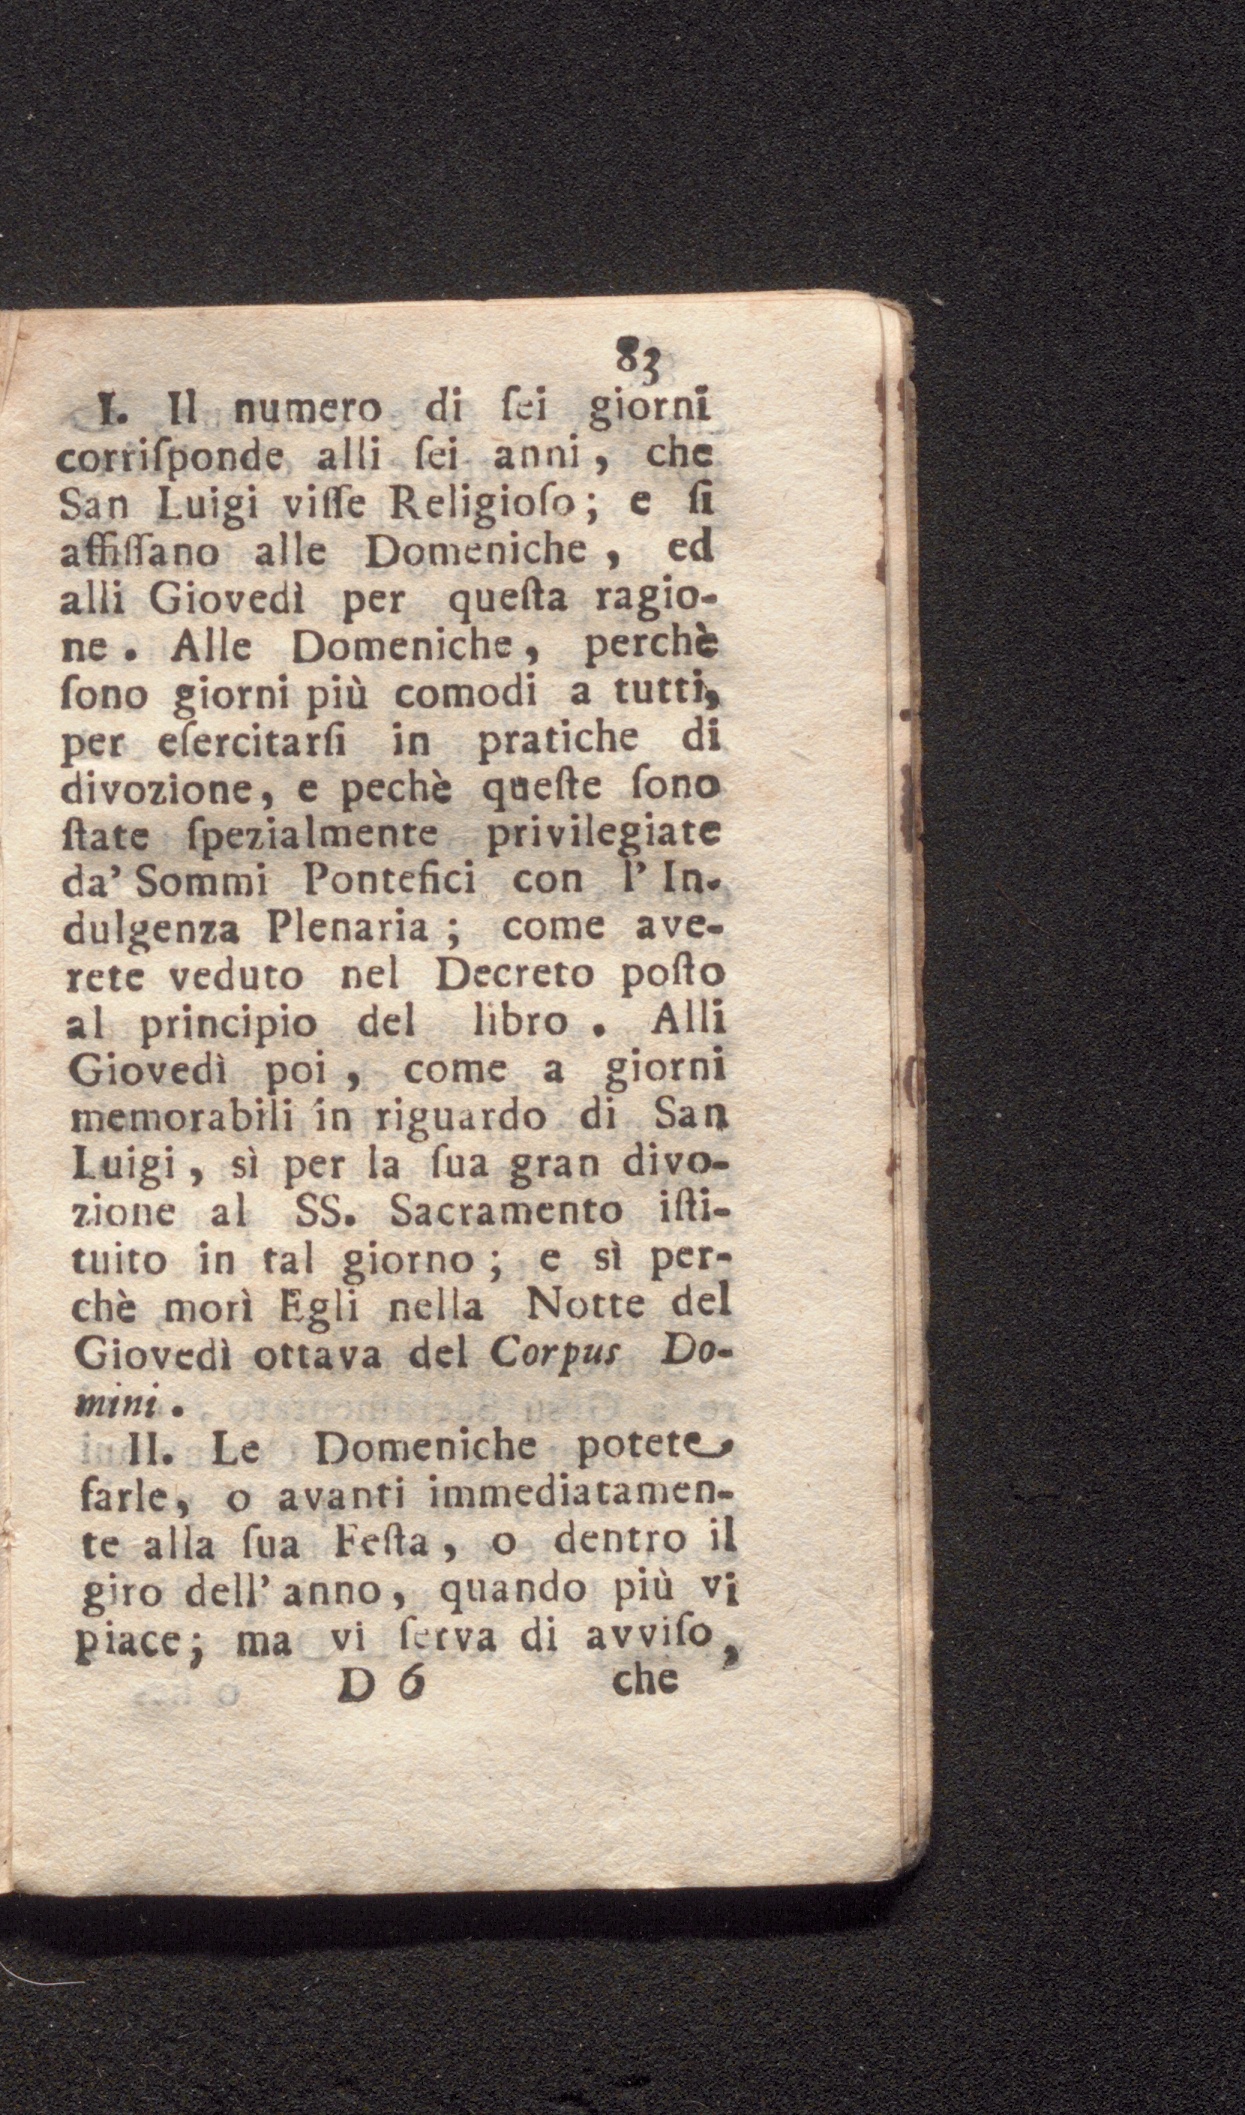 83
I. Il numero di ſei giorni
corriſponde alli ſei anni, che
San Luigi viſſe Religioſo; e ſi
affiſſano alle Domeniche, ed
alli Giovedì per queſta ragio-
ne. Alle Domeniche, perchè
ſono giorni più comodi a tutti,
per eſercitarſi in pratiche di
divozione, e pechè queſte ſono
ſtate ſpezialmente privilegiate
da' Sommi Pontefici con l'In-
dulgenza Plenaria; come ave-
rete veduto nel Decreto poſto
al principio del libro. Alli
Giovedì poi, come a giorni
memorabili in riguardo di San
Luigi, sì per la ſua gran divo-
zione al SS. Sacramento iſti-
tuito in tal giorno; e sì per-
chè morì Egli nella Notte del
Giovedì ottava del Corpus Do-
mini.
II. Le Domeniche potete
farle, o avanti immediatamen-
te alla ſua Feſta, o dentro il
giro dell'anno, quando più vi
piace; ma vi ſerva di avviſo,
D 6 che